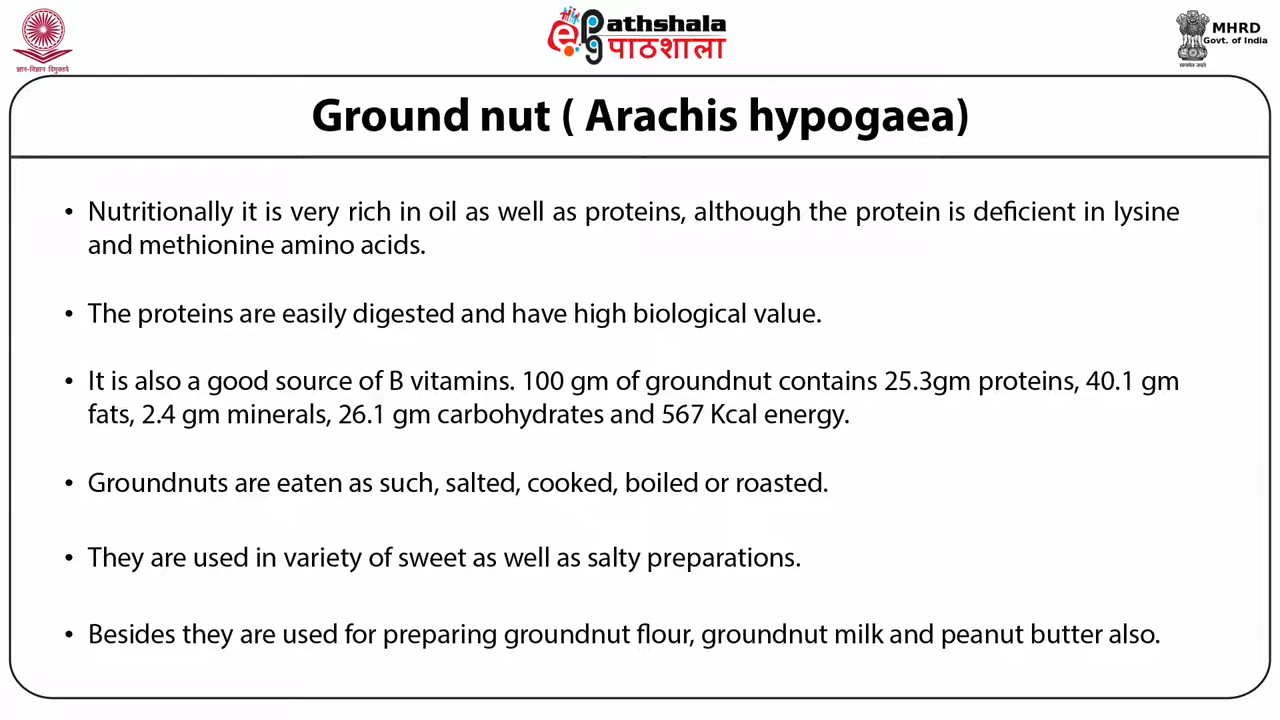 ज्ञान-विज्ञान विमुक्तये
ePathshala
पाठशाला
MHRD
Govt. of India
सत्यमेव जयते
Ground nut ( Arachis hypogaea)
• Nutritionally it is very rich in oil as well as proteins, although the protein is deficient in lysine
and methionine amino acids.
• The proteins are easily digested and have high biological value.
• It is also a good source of B vitamins. 100 gm of groundnut contains 25.3gm proteins, 40.1 gm
fats, 2.4 gm minerals, 26.1 gm carbohydrates and 567 Kcal energy.
• Groundnuts are eaten as such, salted, cooked, boiled or roasted.
• They are used in variety of sweet as well as salty preparations.
• Besides they are used for preparing groundnut flour, groundnut milk and peanut butter also.